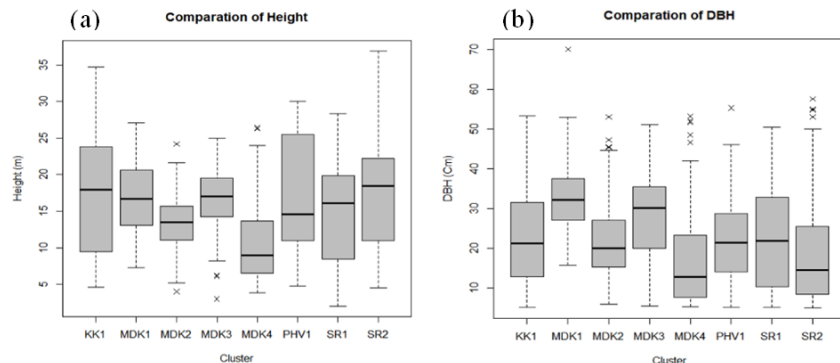 (a)
Comparation of Height
Height (m)
35
30
25
20
15
10
5
KK1 MDK1 MDK2 MDK3 MDK4 PHV1 SR1 SR2
Cluster
(b)
Comparation of DBH
DBH (Cm)
70
60
50
40
30
20
10
KK1 MDK1 MDK2 MDK3 MDK4 PHV1 SR1 SR2
Cluster